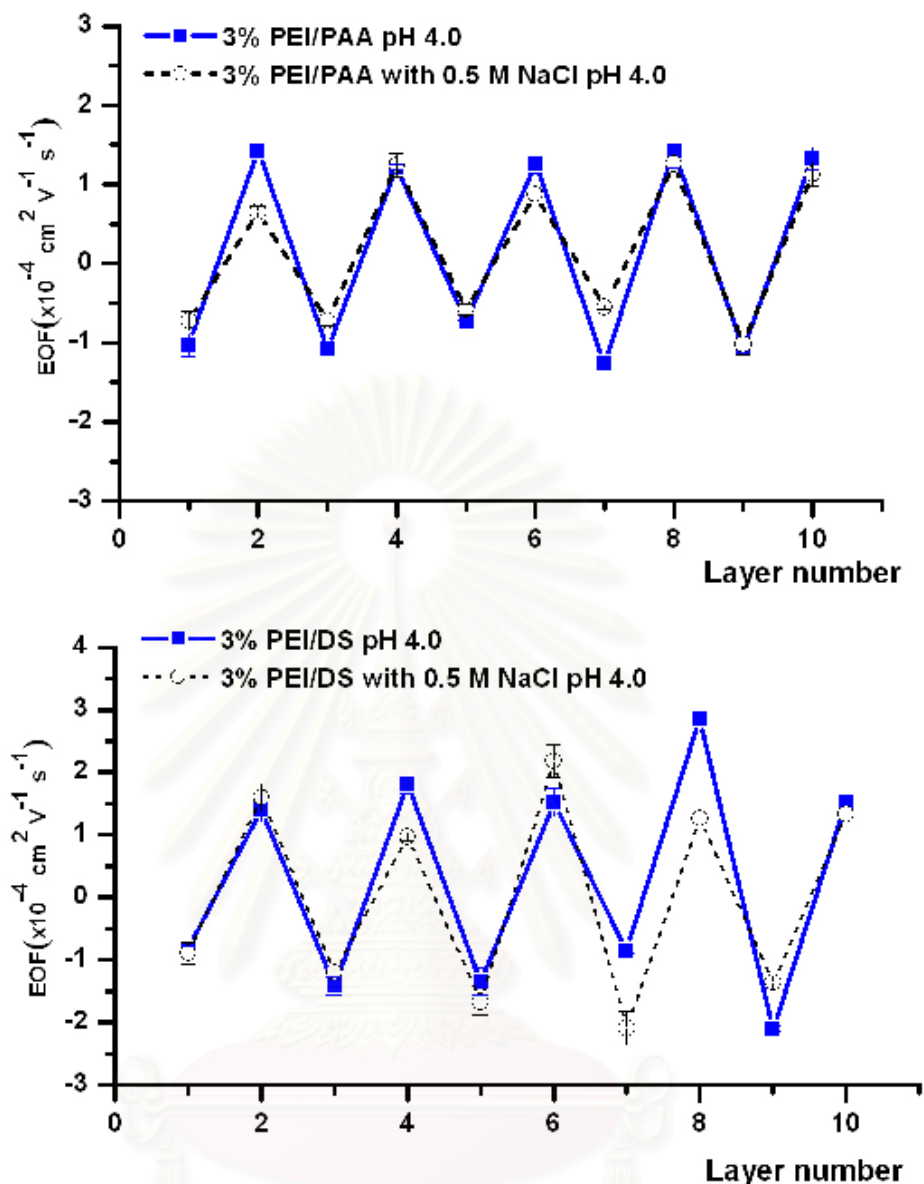 3% PEI/PAA pH 4.0
3% PEI/PAA with 0.5 M NaCl pH 4.0
EOF(x10⁻⁴ cm² V⁻¹ s⁻¹)
3
2
1
0
-1
-2
-3
0 2 4 6 8 10
Layer number
3% PEI/DS pH 4.0
3% PEI/DS with 0.5 M NaCl pH 4.0
EOF(x10⁻⁴ cm² V⁻¹ s⁻¹)
4
3
2
1
0
-1
-2
-3
0 2 4 6 8 10
Layer number